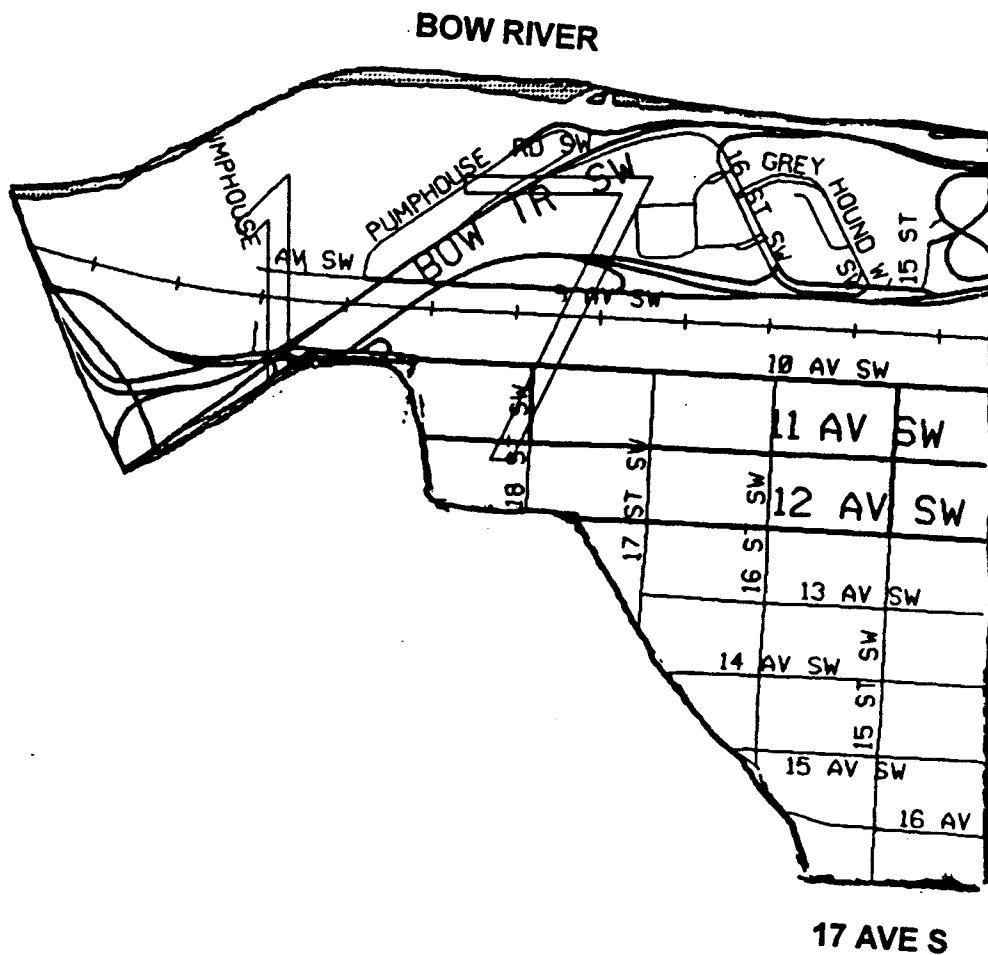 BOW RIVER
UMPHOUSE
PUMPHOUSE RD SW
BOW TR SW
16 ST SW
GREY HOUND
15 ST
AV SW
AV SW
10 AV SW
11 AV SW
12 AV SW
18 ST SW
17 ST SW
16 ST SW
13 AV SW
14 AV SW
15 ST SW
15 AV SW
16 AV
17 AVE S